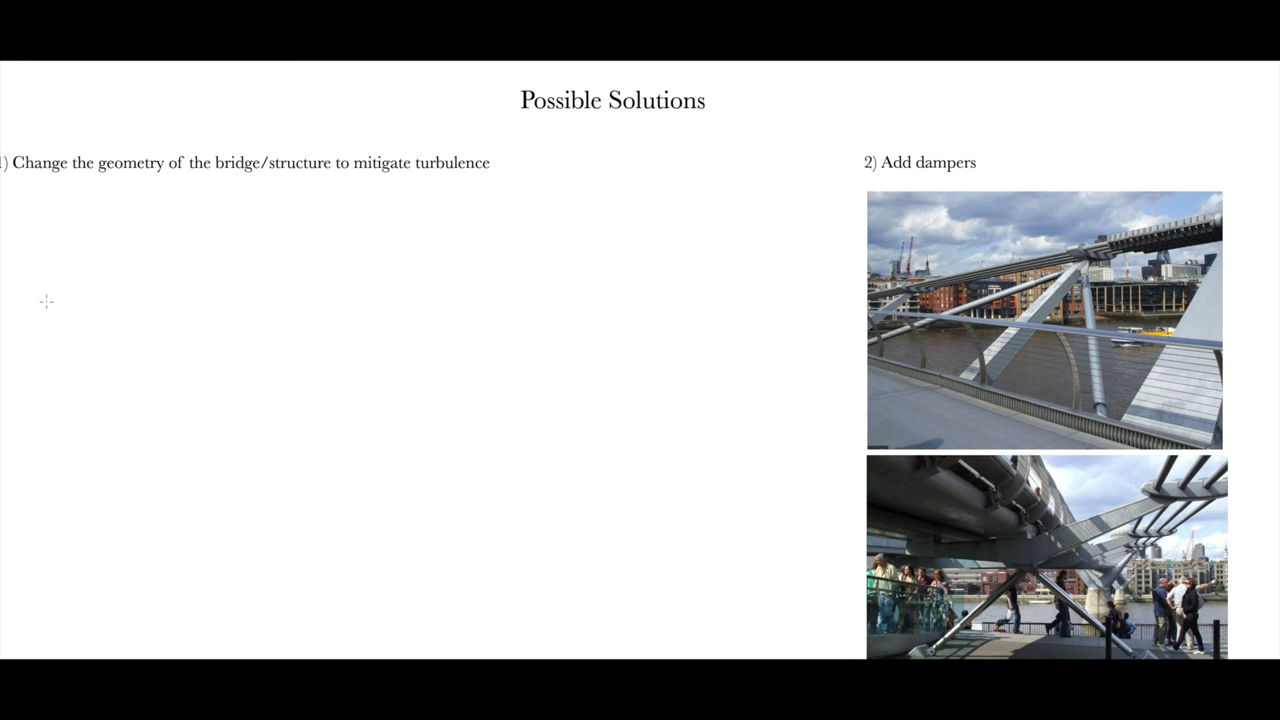 Possible Solutions
1) Change the geometry of the bridge/structure to mitigate turbulence
2) Add dampers